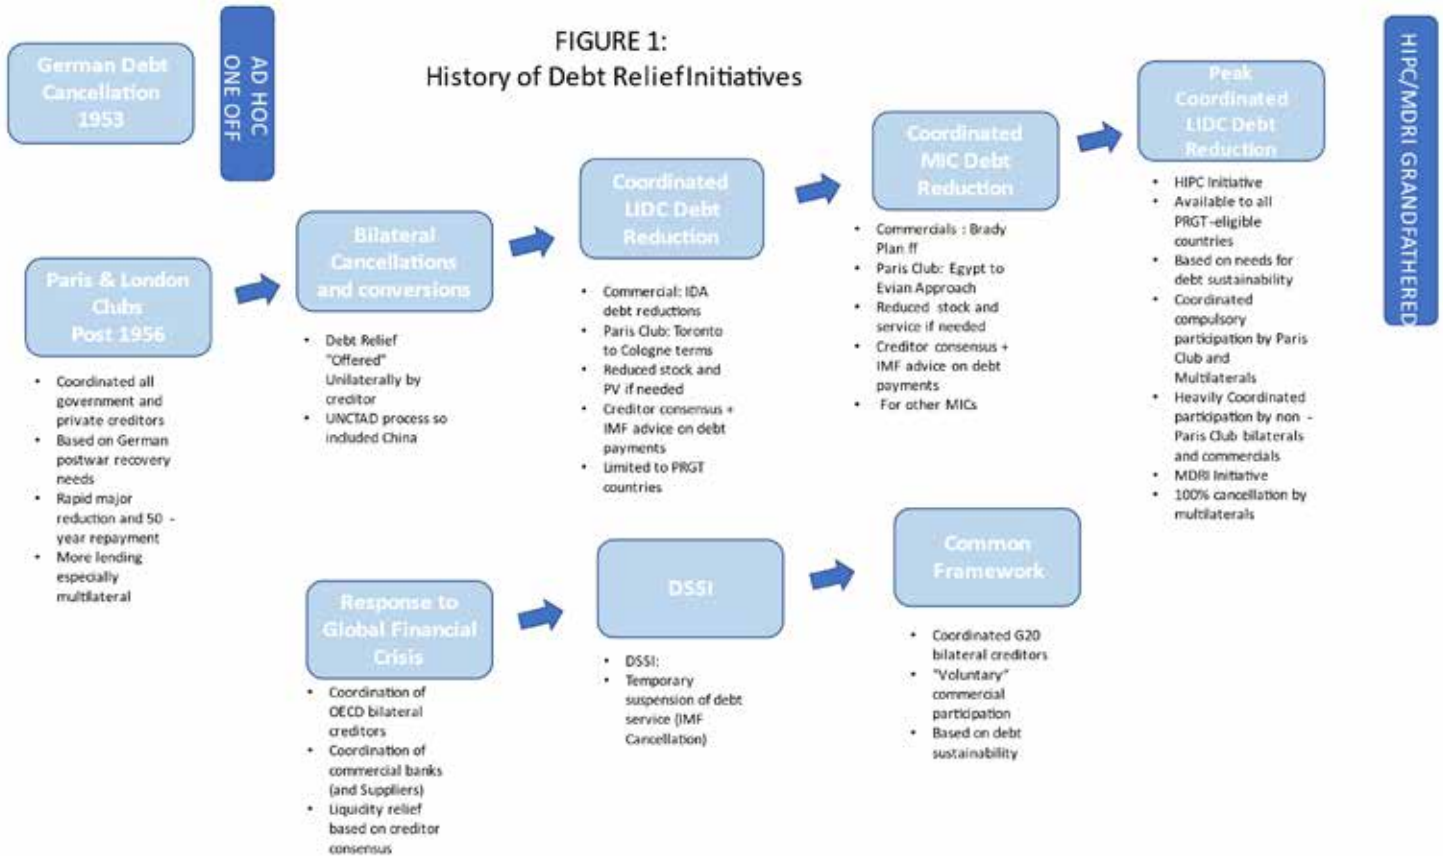 FIGURE 1:
History of Debt ReliefInitiatives
German Debt
Cancellation
1953
AD HOC
ONE OFF
Paris & London
Clubs
Post 1956
• Coordinated all
government and
private creditors
• Based on German
postwar recovery
needs
• Rapid major
reduction and 50 -
year repayment
• More lending
especially
multilateral
Bilateral
Cancellations
and conversions
• Debt Relief
"Offered"
Unilaterally by
creditor
• UNCTAD process so
included China
Coordinated
LIDC Debt
Reduction
• Commercial: IDA
debt reductions
• Paris Club: Toronto
to Cologne terms
• Reduced stock and
PV if needed
• Creditor consensus +
IMF advice on debt
payments
• Limited to PRGT
countries
Coordinated
MIC Debt
Reduction
• Commercials : Brady
Plan ff
• Paris Club: Egypt to
Evian Approach
• Reduced stock and
service if needed
• Creditor consensus +
IMF advice on debt
payments
• For other MICs
Peak
Coordinated
LIDC Debt
Reduction
• HIPC Initiative
• Available to all
PRGT-eligible
countries
• Based on needs for
debt sustainability
• Coordinated
compulsory
participation by Paris
Club and
Multilaterals
• Heavily Coordinated
participation by non -
Paris Club bilaterals
and commercials
• MDRI Initiative
• 100% cancellation by
multilaterals
HIPC/MDRI GRANDFATHERED
Response to
Global Financial
Crisis
• Coordination of
OECD bilateral
creditors
• Coordination of
commercial banks
(and Suppliers)
• Liquidity relief
based on creditor
consensus
DSSI
• DSSI:
• Temporary
suspension of debt
service (IMF
Cancellation)
Common
Framework
• Coordinated G20
bilateral creditors
• "Voluntary"
commercial
participation
• Based on debt
sustainability